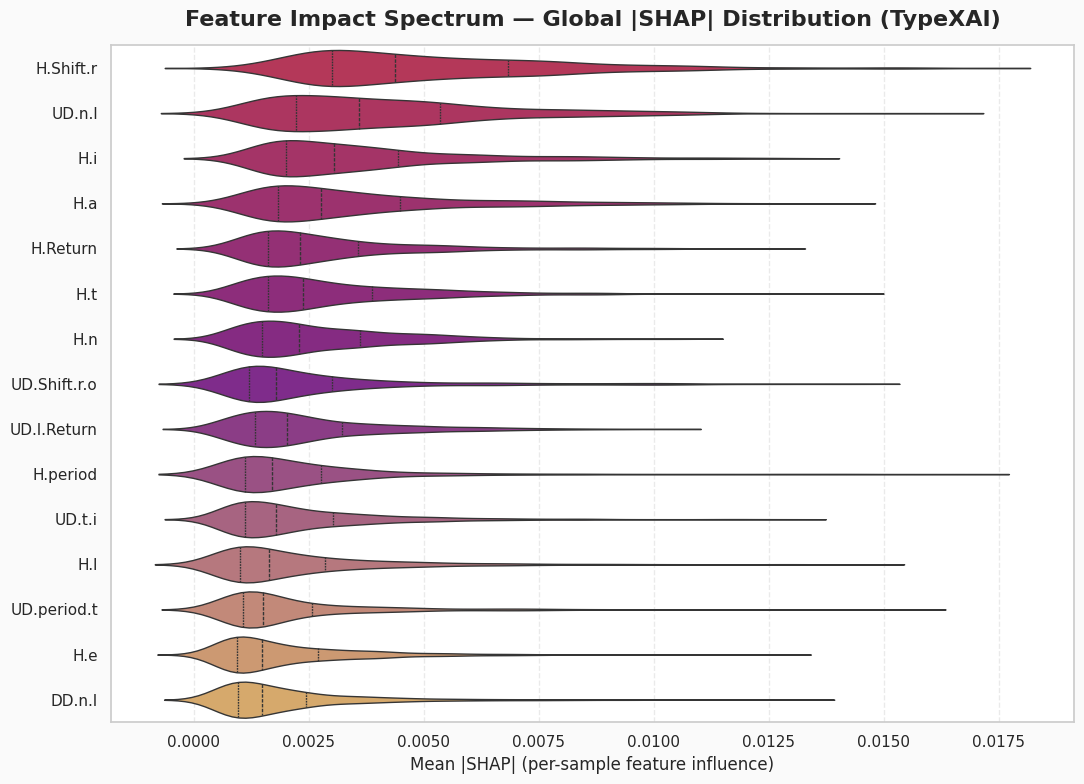 Feature Impact Spectrum — Global |SHAP| Distribution (TypeXAI)
H.Shift.r
UD.n.l
H.i
H.a
H.Return
H.t
H.n
UD.Shift.r.o
UD.l.Return
H.period
UD.t.i
H.l
UD.period.t
H.e
DD.n.l
0.0000 0.0025 0.0050 0.0075 0.0100 0.0125 0.0150 0.0175
Mean |SHAP| (per-sample feature influence)